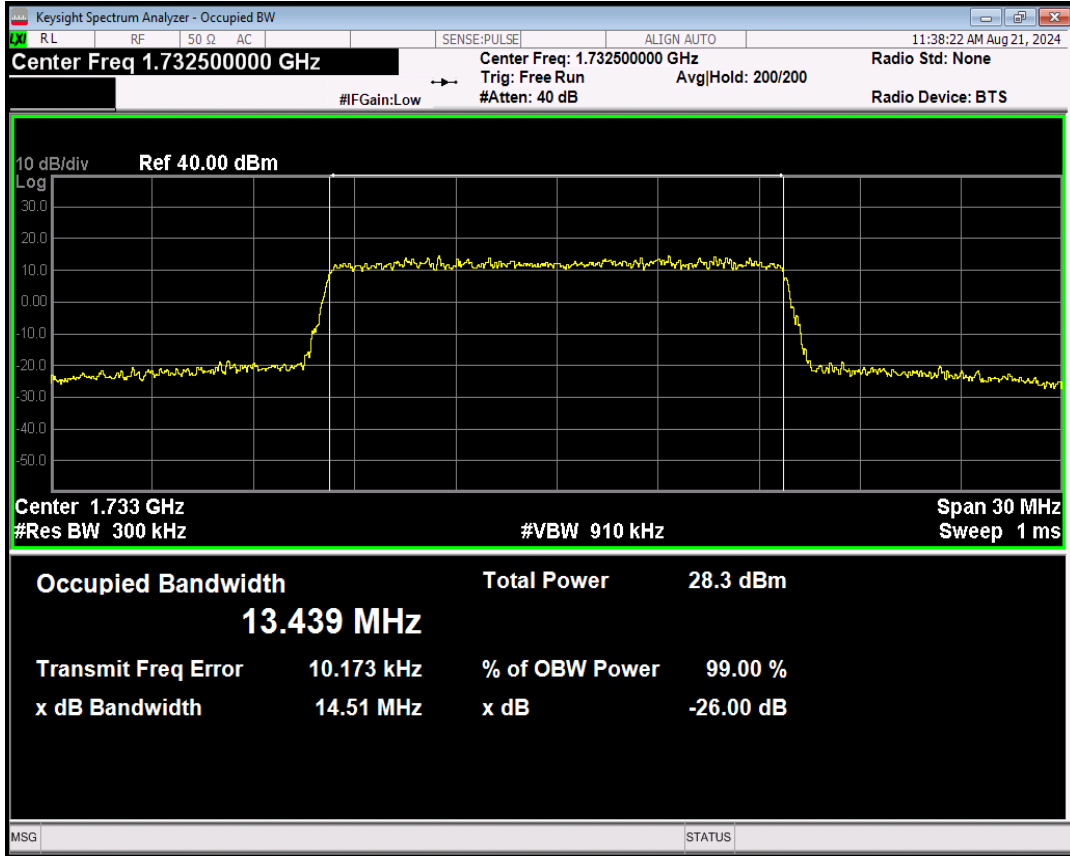 Keysight Spectrum Analyzer - Occupied BW
LXI RL RF 50 Ω AC SENSE:PULSE ALIGN AUTO 11:38:22 AM Aug 21, 2024
Center Freq 1.732500000 GHz Center Freq: 1.732500000 GHz Radio Std: None
Trig: Free Run Avg|Hold: 200/200
#IFGain:Low #Atten: 40 dB Radio Device: BTS
10 dB/div Ref 40.00 dBm
Log
30.0
20.0
10.0
0.00
-10.0
-20.0
-30.0
-40.0
-50.0
Center 1.733 GHz Span 30 MHz
#Res BW 300 kHz #VBW 910 kHz Sweep 1 ms
Occupied Bandwidth Total Power 28.3 dBm
13.439 MHz
Transmit Freq Error 10.173 kHz % of OBW Power 99.00 %
x dB Bandwidth 14.51 MHz x dB -26.00 dB
MSG STATUS